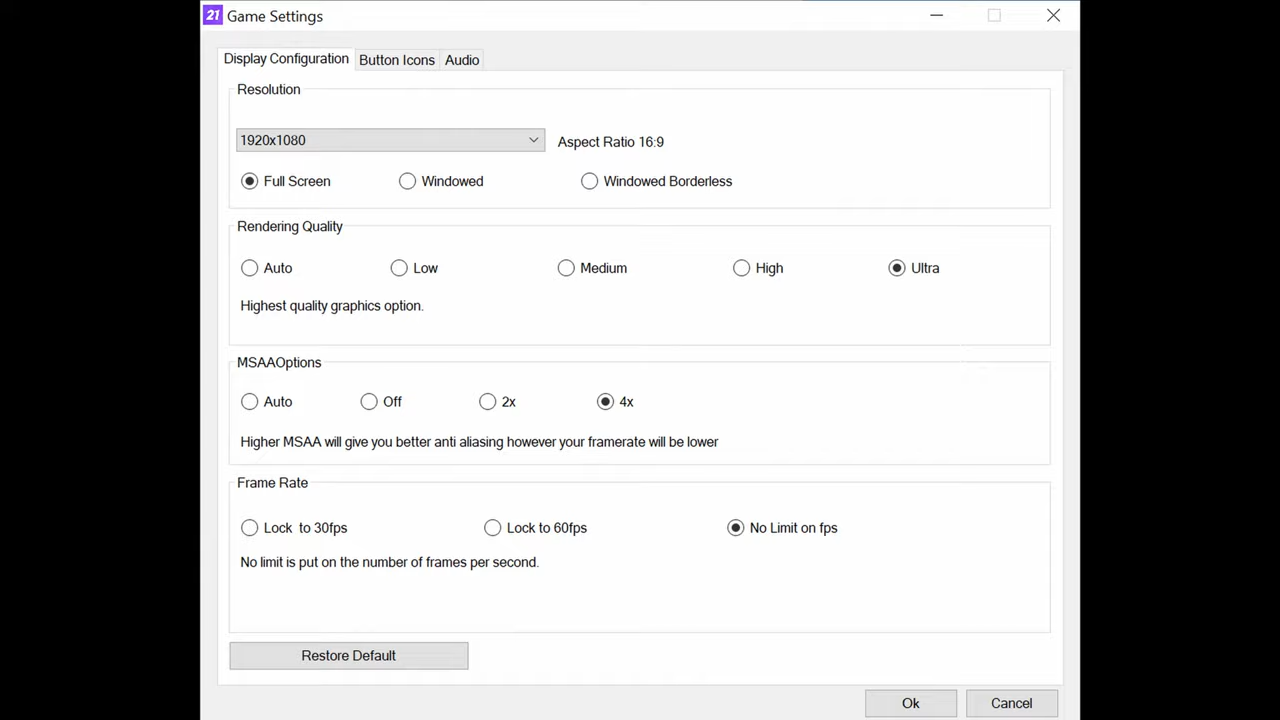 21 Game Settings
Display Configuration Button Icons Audio
Resolution
1920x1080 Aspect Ratio 16:9
Full Screen Windowed Windowed Borderless
Rendering Quality
Auto Low Medium High Ultra
Highest quality graphics option.
MSAAOptions
Auto Off 2x 4x
Higher MSAA will give you better anti aliasing however your framerate will be lower
Frame Rate
Lock to 30fps Lock to 60fps No Limit on fps
No limit is put on the number of frames per second.
Restore Default
Ok Cancel